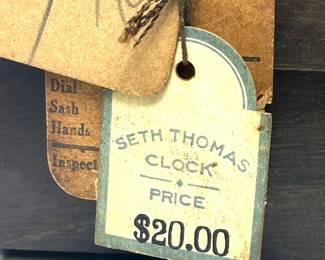 Dial
Sash
Hands
Inspect
SETH THOMAS
CLOCK
PRICE
$20.00